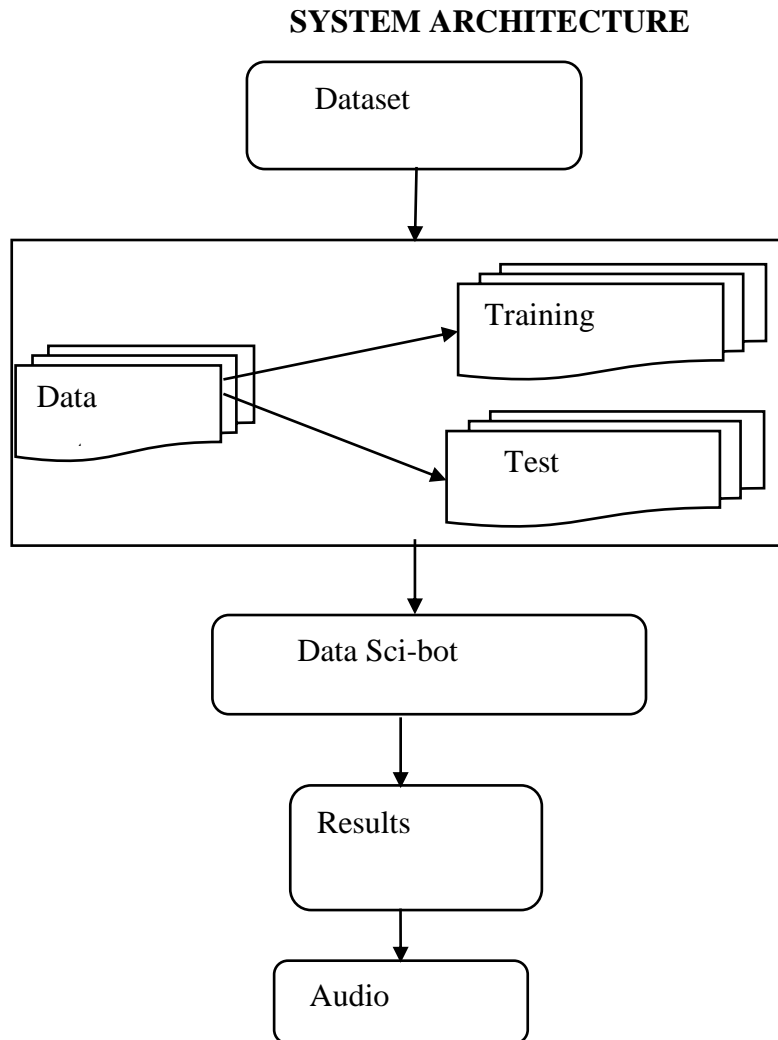 SYSTEM ARCHITECTURE
Dataset
Training
Data
Test
Data Sci-bot
Results
Audio